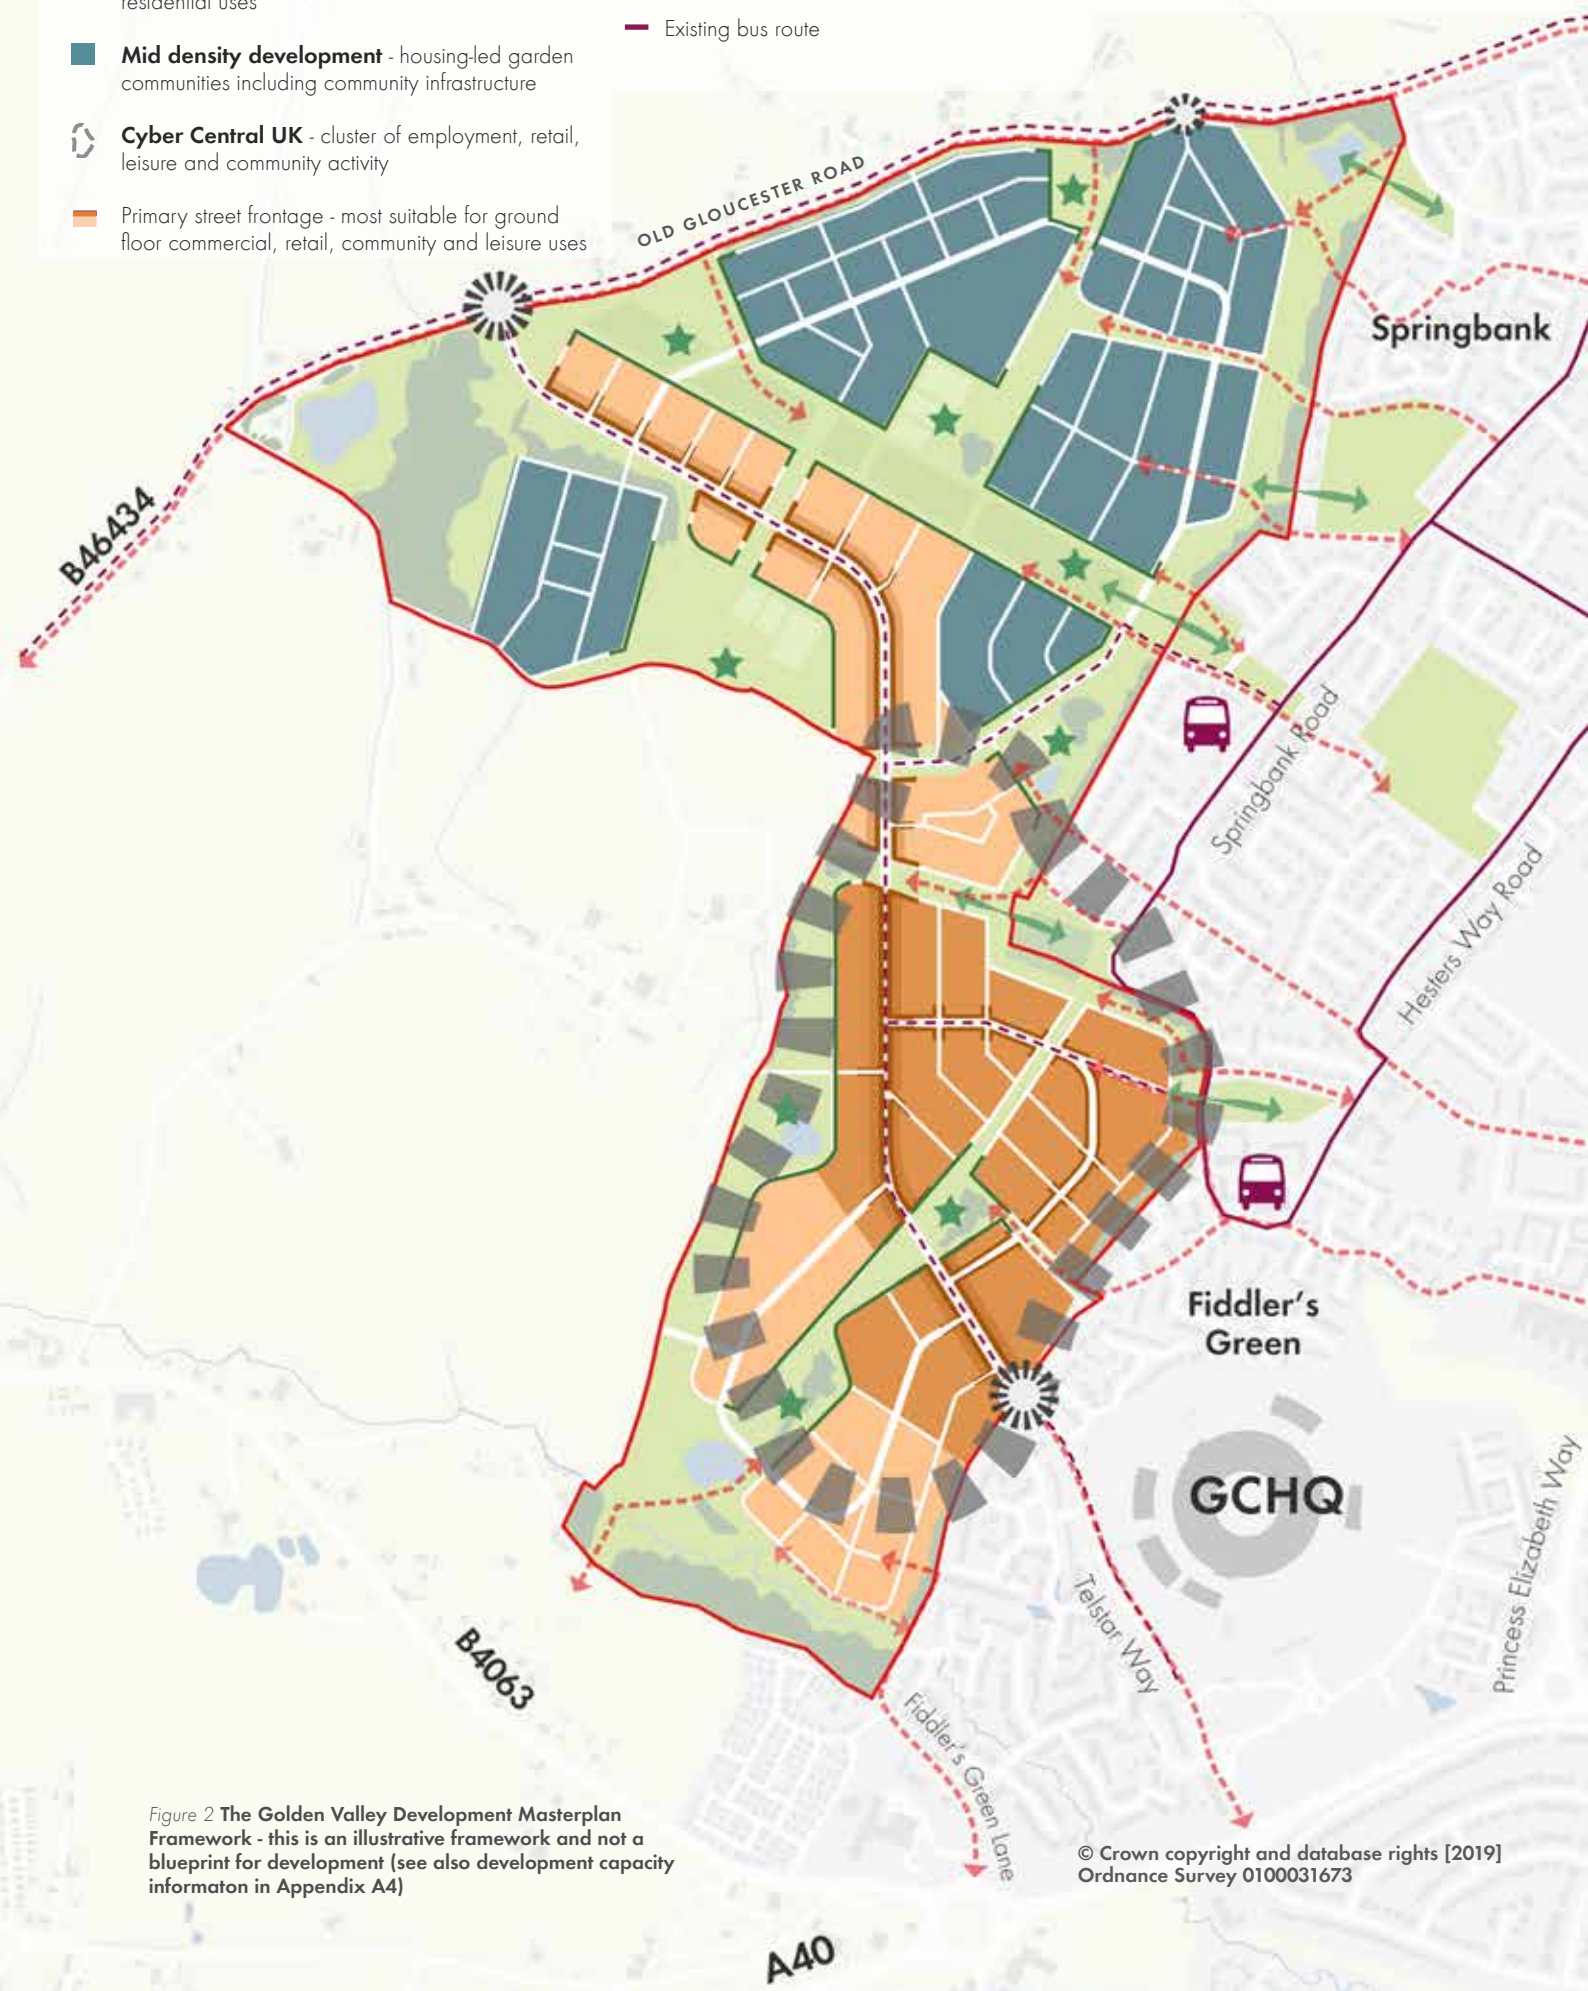 residential uses
Mid density development - housing-led garden
communities including community infrastructure
Cyber Central UK - cluster of employment, retail,
leisure and community activity
Primary street frontage - most suitable for ground
floor commercial, retail, community and leisure uses
Existing bus route
OLD GLOUCESTER ROAD
Springbank
B46434
Springbank Road
Hesters Way Road
Fiddler's
Green
GCHQ
Princess Elizabeth Way
Telstar Way
B4063
Fiddler's Green Lane
Figure 2 The Golden Valley Development Masterplan
Framework - this is an illustrative framework and not a
blueprint for development (see also development capacity
informaton in Appendix A4)
© Crown copyright and database rights [2019]
Ordnance Survey 0100031673
A40